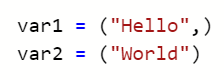 var1 = ("Hello",)
var2 = ("World")